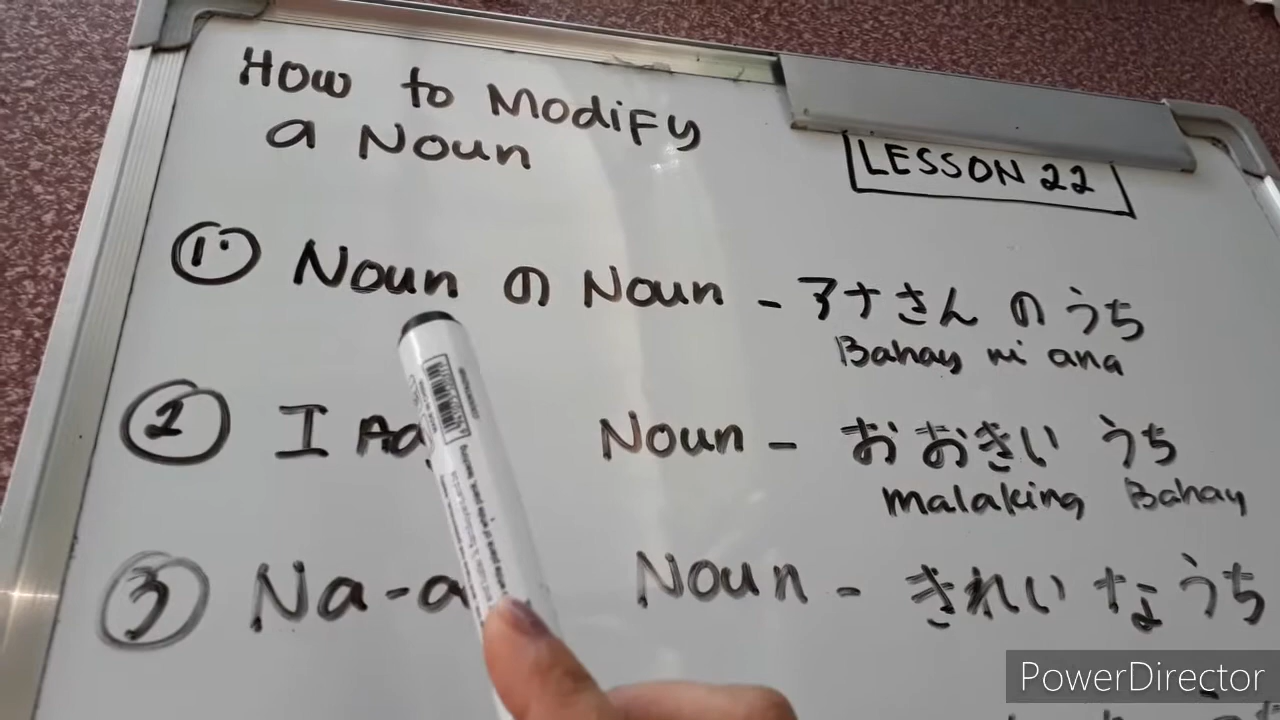 How to Modify
a Noun
LESSON 22
1. Noun の Noun - アナさん のうち
Bahay ni ana
2 I Noun - おおきい うち
malaking Bahay
3 Na-a Noun - きれい なうち
PowerDirector